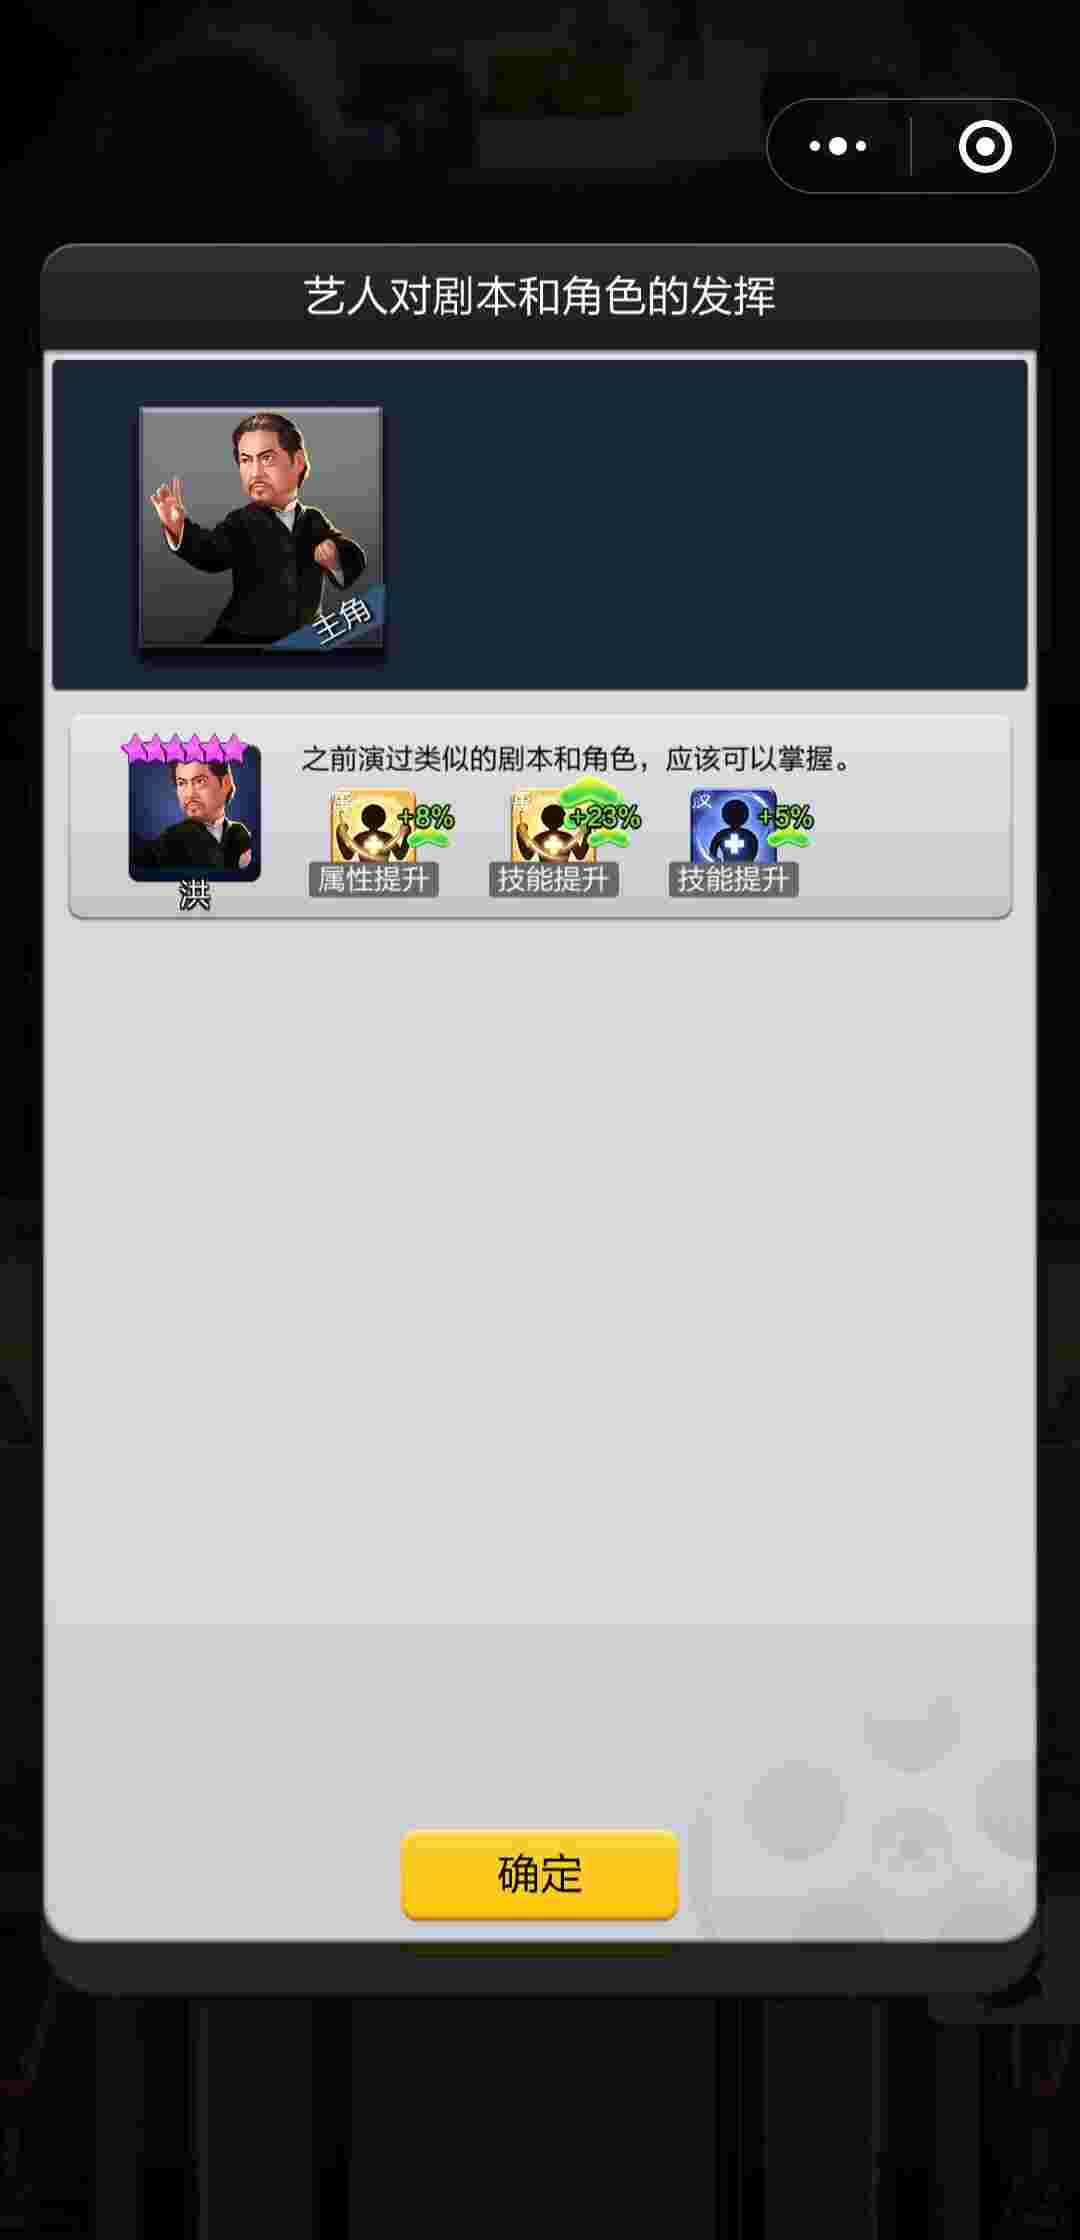 艺人对剧本和角色的发挥
主角
之前演过类似的剧本和角色，应该可以掌握。
+8%
+23%
汉
+5%
属性提升
技能提升
技能提升
洪
确定